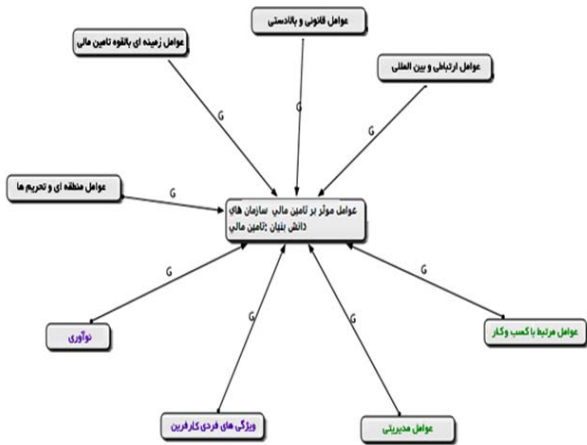 عوامل قانونی و بالادستی
عوامل زمینه ای بالقوه تامین مالی
عوامل ارتباطی و بین المللی
G
G
G
عوامل منطقه ای و تحریم ها
G
عوامل موثر بر تامین مالی سازمان های
دانش بنیان :تامین مالی
G
G
G
G
نوآوری
عوامل مرتبط با کسب و کار
ویژگی های فردی کارفرین
عوامل مدیریتی